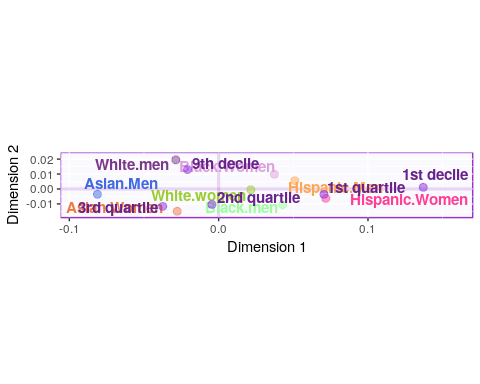 Dimension 2
0.02
0.01
0.00
-0.01
White.men
9th decile
Black.Women
1st decile
Asian.Men
Hispanic.Men
1st quartile
White.women
2nd quartile
Hispanic.Women
Asian.Women
3rd quartile
Black.men
-0.1
0.0
0.1
Dimension 1